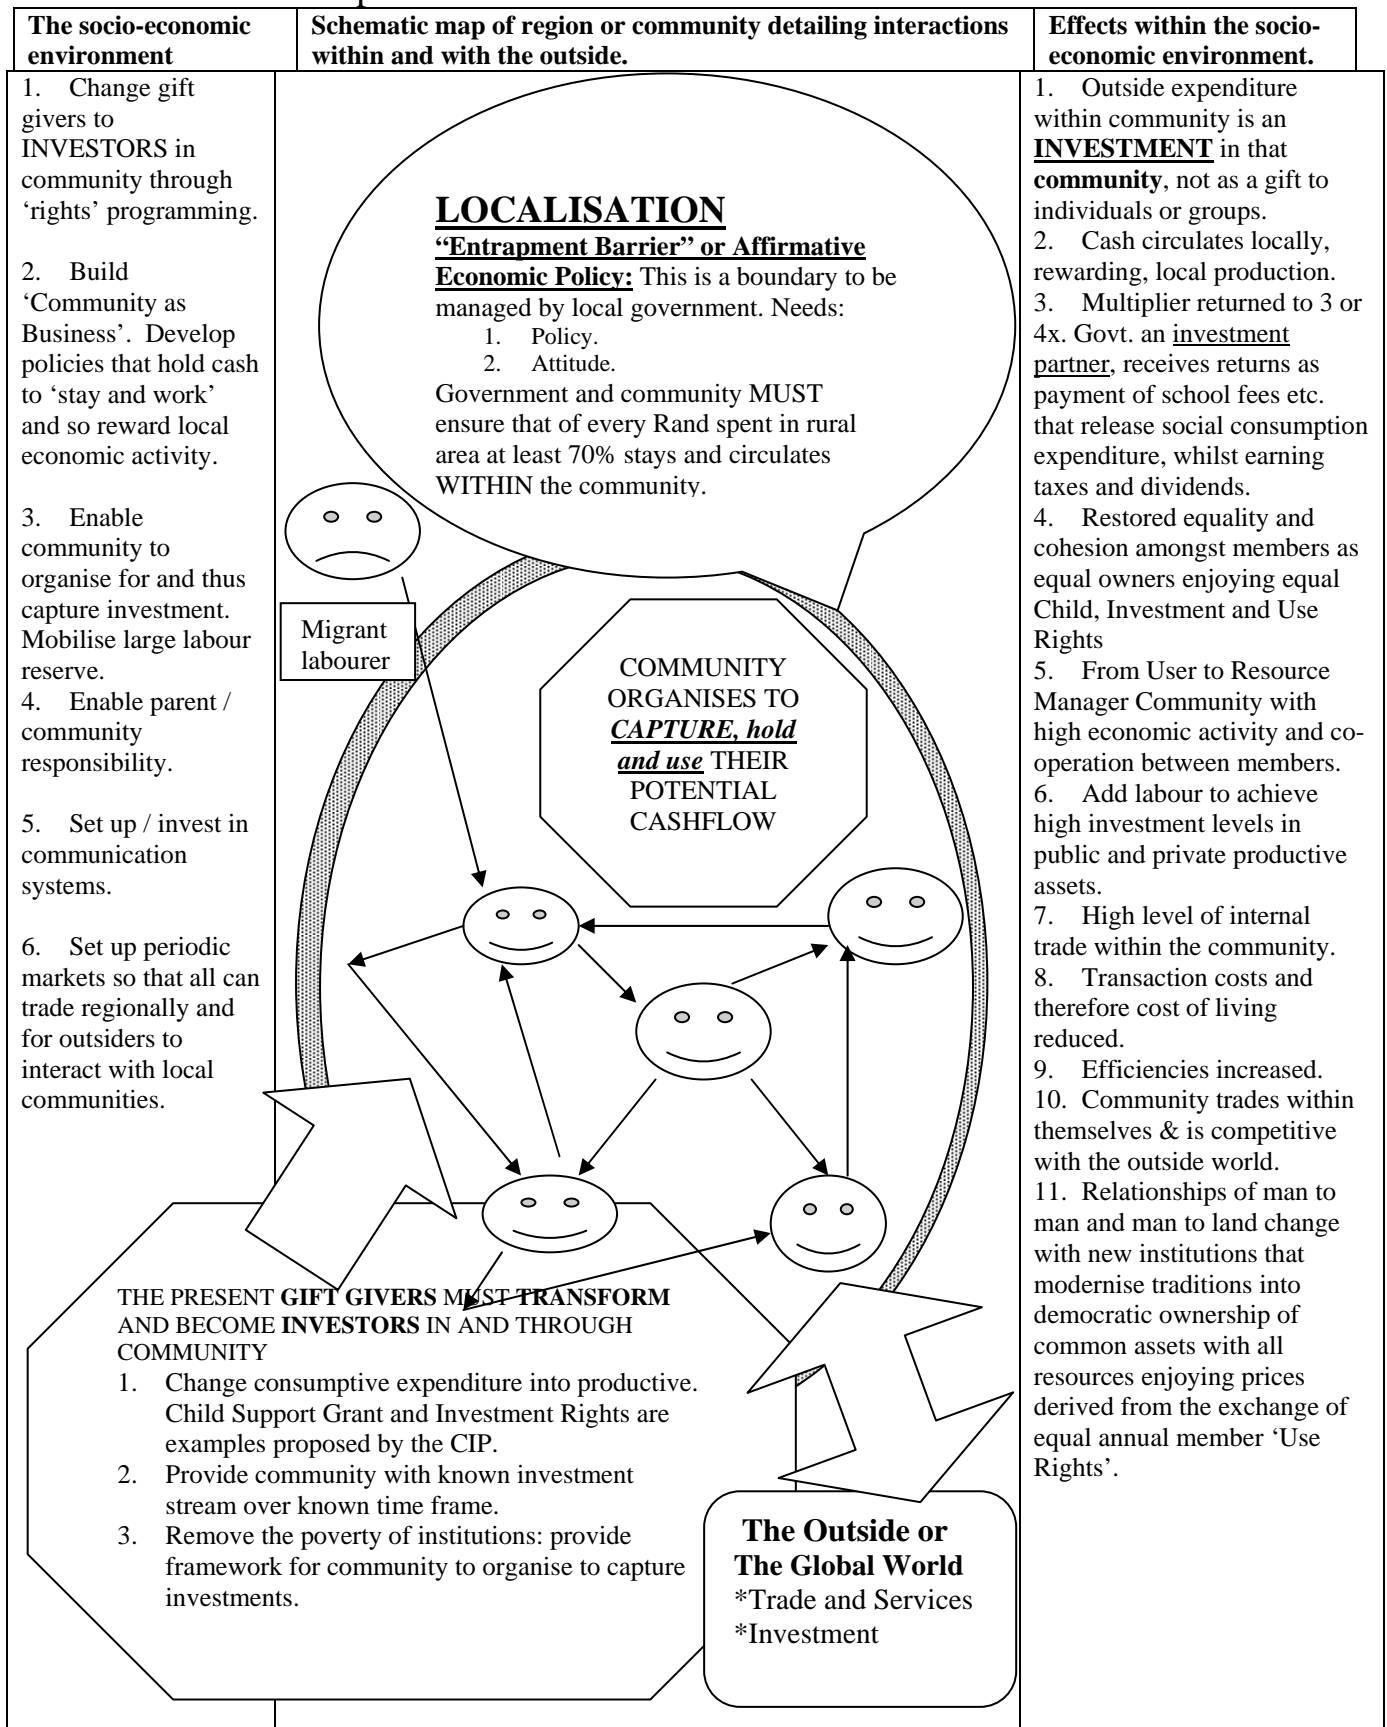 The socio-economic
environment
Schematic map of region or community detailing interactions
within and with the outside.
Effects within the socio-
economic environment.
1. Change gift
givers to
INVESTORS in
community through
‘rights’ programming.
2. Build
‘Community as
Business’. Develop
policies that hold cash
to ‘stay and work’
and so reward local
economic activity.
3. Enable
community to
organise for and thus
capture investment.
Mobilise large labour
reserve.
4. Enable parent /
community
responsibility.
5. Set up / invest in
communication
systems.
6. Set up periodic
markets so that all can
trade regionally and
for outsiders to
interact with local
communities.
LOCALISATION
“Entrapment Barrier” or Affirmative
Economic Policy: This is a boundary to be
managed by local government. Needs:
1. Policy.
2. Attitude.
Government and community MUST
ensure that of every Rand spent in rural
area at least 70% stays and circulates
WITHIN the community.
Migrant
labourer
COMMUNITY
ORGANISES TO
CAPTURE, hold
and use THEIR
POTENTIAL
CASHFLOW
THE PRESENT GIFT GIVERS MUST TRANSFORM
AND BECOME INVESTORS IN AND THROUGH
COMMUNITY
1. Change consumptive expenditure into productive.
Child Support Grant and Investment Rights are
examples proposed by the CIP.
2. Provide community with known investment
stream over known time frame.
3. Remove the poverty of institutions: provide
framework for community to organise to capture
investments.
The Outside or
The Global World
*Trade and Services
*Investment
1. Outside expenditure
within community is an
INVESTMENT in that
community, not as a gift to
individuals or groups.
2. Cash circulates locally,
rewarding, local production.
3. Multiplier returned to 3 or
4x. Govt. an investment
partner, receives returns as
payment of school fees etc.
that release social consumption
expenditure, whilst earning
taxes and dividends.
4. Restored equality and
cohesion amongst members as
equal owners enjoying equal
Child, Investment and Use
Rights
5. From User to Resource
Manager Community with
high economic activity and co-
operation between members.
6. Add labour to achieve
high investment levels in
public and private productive
assets.
7. High level of internal
trade within the community.
8. Transaction costs and
therefore cost of living
reduced.
9. Efficiencies increased.
10. Community trades within
themselves & is competitive
with the outside world.
11. Relationships of man to
man and man to land change
with new institutions that
modernise traditions into
democratic ownership of
common assets with all
resources enjoying prices
derived from the exchange of
equal annual member ‘Use
Rights’.